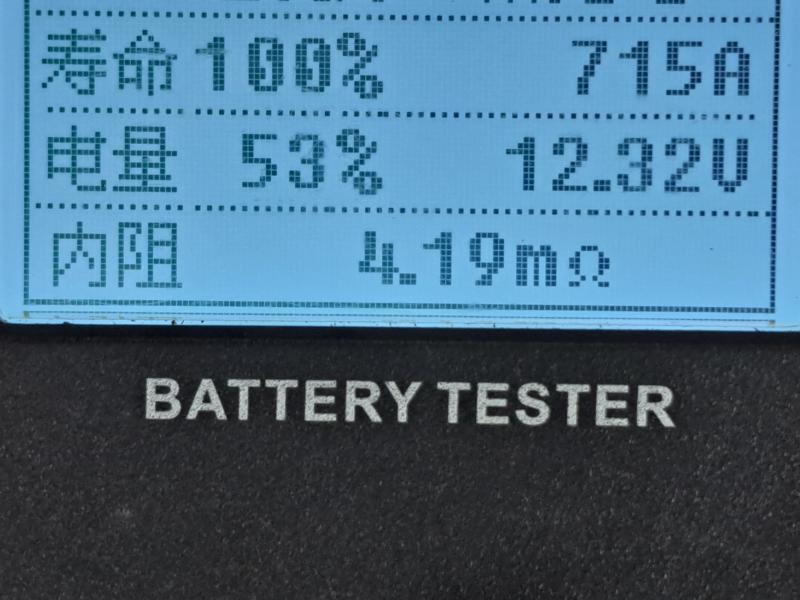 寿命 100% 715A
电量 53% 12.32V
内阻 4.19mΩ
BATTERY TESTER